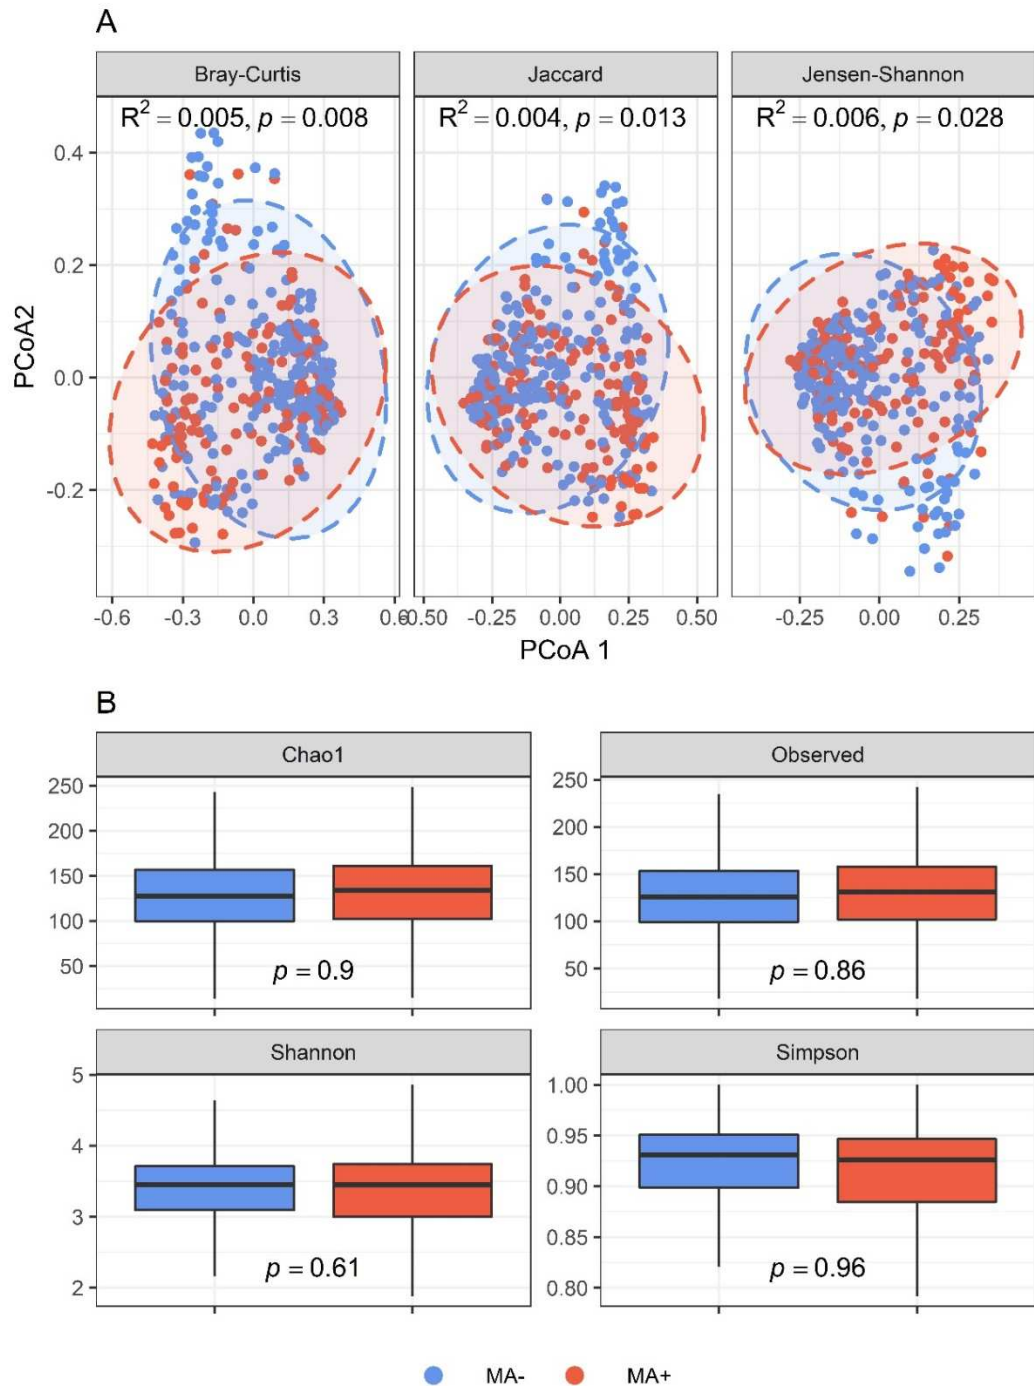 A
Bray-Curtis Jaccard Jensen-Shannon
R² = 0.005, p = 0.008 R² = 0.004, p = 0.013 R² = 0.006, p = 0.028
0.4
0.2
0.0
-0.2
PCoA2
-0.6 -0.3 0.0 0.3 0.6 -0.50 -0.25 0.00 0.25 0.50 -0.25 0.00 0.25
PCoA 1
B
Chao1 Observed
250 250
200 200
150 150
100 100
50 50
p = 0.9 p = 0.86
Shannon Simpson
5 1.00
4 0.95
3 0.90
2 0.85
0.80
p = 0.61 p = 0.96
MA- MA+